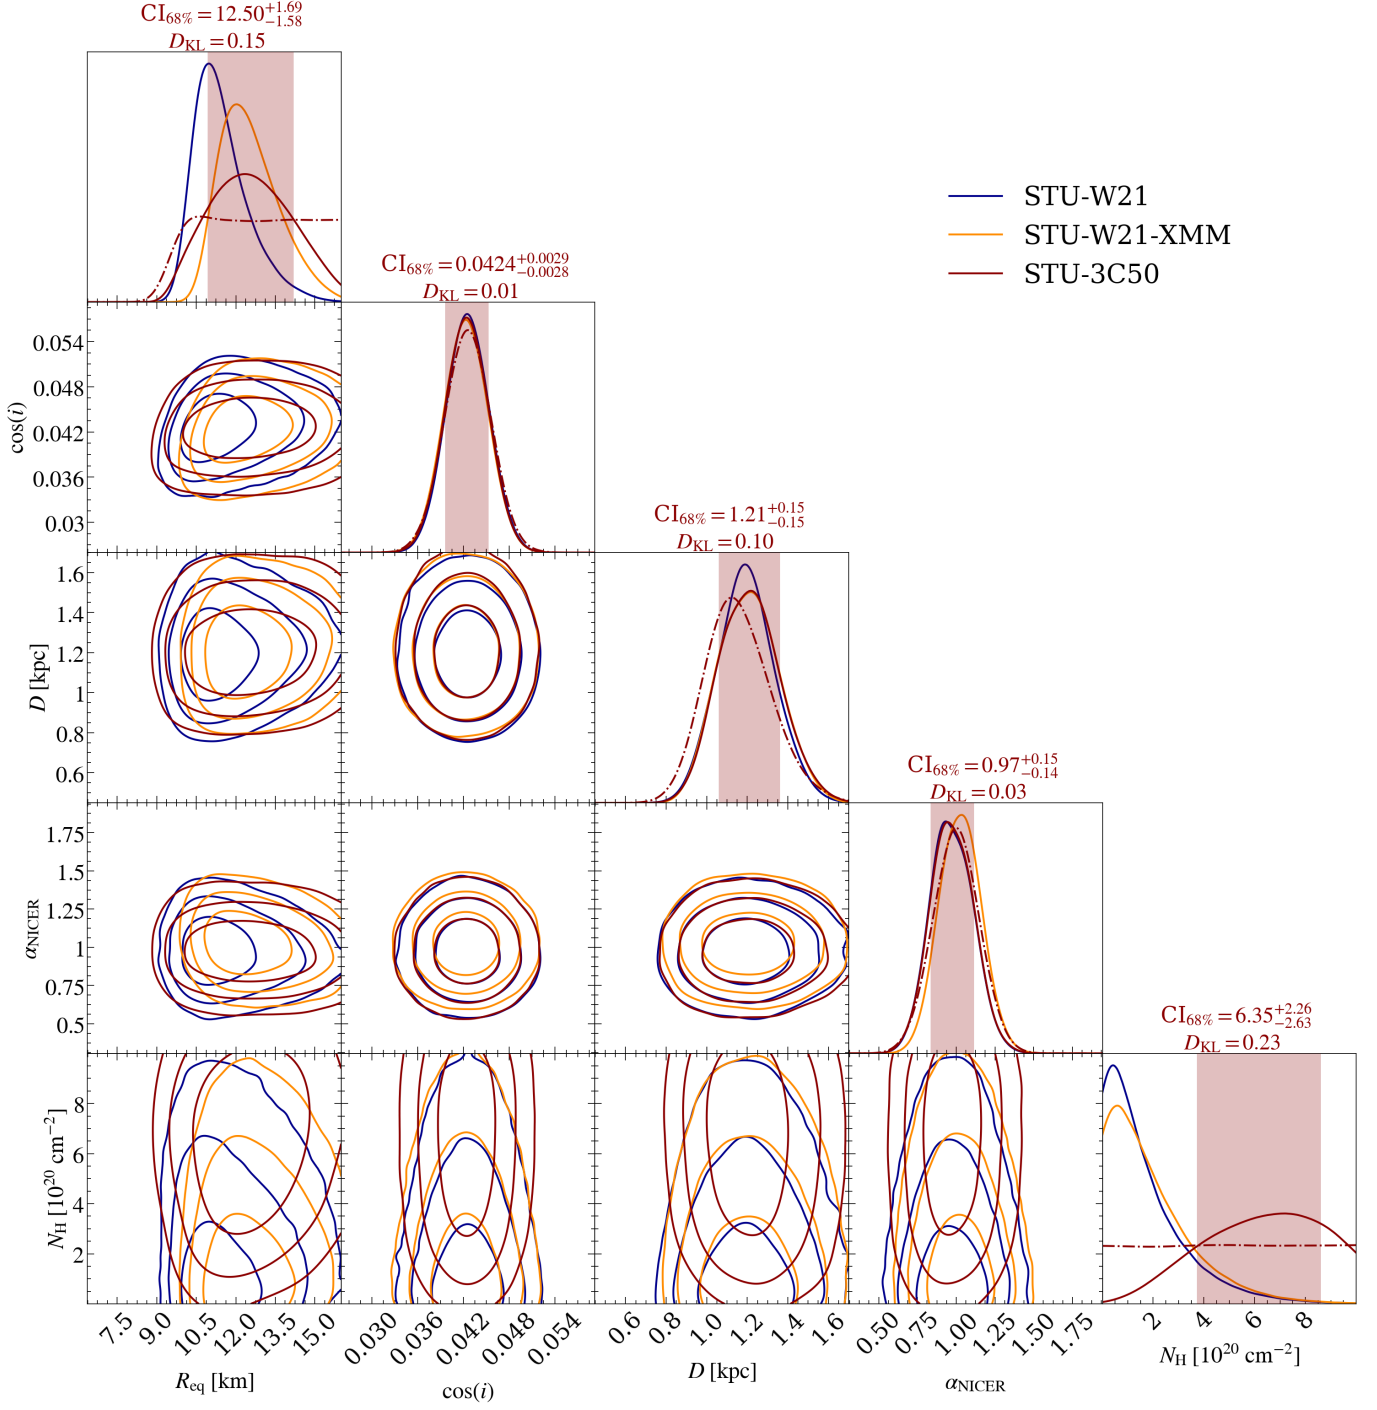 CI68% = 12.50 +1.69 −1.58
DKL = 0.15
STU-W21
STU-W21-XMM
STU-3C50
CI68% = 0.0424 +0.0029 −0.0028
DKL = 0.01
cos(i)
0.054
0.048
0.042
0.036
0.03
CI68% = 1.21 +0.15 −0.15
DKL = 0.10
D [kpc]
1.6
1.4
1.2
1
0.8
0.6
CI68% = 0.97 +0.15 −0.14
DKL = 0.03
αNICER
1.75
1.5
1.25
1
0.75
0.5
CI68% = 6.35 +2.26 −2.63
DKL = 0.23
NH [10²⁰ cm⁻²]
8
6
4
2
7.5 9.0 10.5 12.0 13.5 15.0
0.030 0.036 0.042 0.048 0.054
0.6 0.8 1.0 1.2 1.4 1.6
0.50 0.75 1.00 1.25 1.50 1.75
2 4 6 8
Req [km]
cos(i)
D [kpc]
αNICER
NH [10²⁰ cm⁻²]